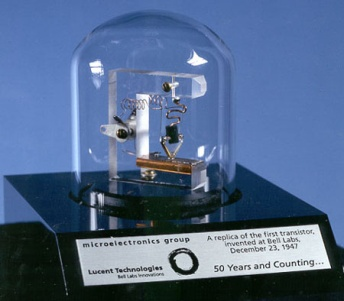 microelectronics group
Lucent Technologies
Bell Labs Innovations
A replica of the first transistor,
invented at Bell Labs,
December 23, 1947
50 Years and Counting...